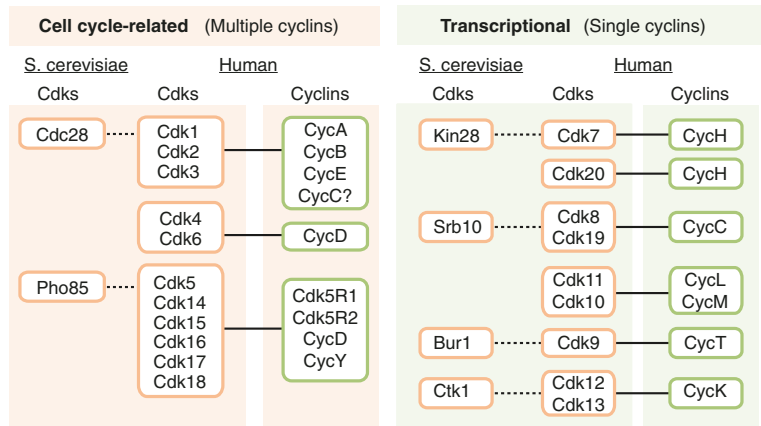 Cell cycle-related (Multiple cyclins)
S. cerevisiae Human
Cdks Cdks Cyclins
Cdc28
Cdk1
Cdk2
Cdk3
CycA
CycB
CycE
CycC?
Cdk4
Cdk6
CycD
Pho85
Cdk5
Cdk14
Cdk15
Cdk16
Cdk17
Cdk18
Cdk5R1
Cdk5R2
CycD
CycY
Transcriptional (Single cyclins)
S. cerevisiae Human
Cdks Cdks Cyclins
Kin28 Cdk7 CycH
Cdk20 CycH
Srb10
Cdk8
Cdk19
CycC
Cdk11
Cdk10
CycL
CycM
Bur1 Cdk9 CycT
Ctk1
Cdk12
Cdk13
CycK